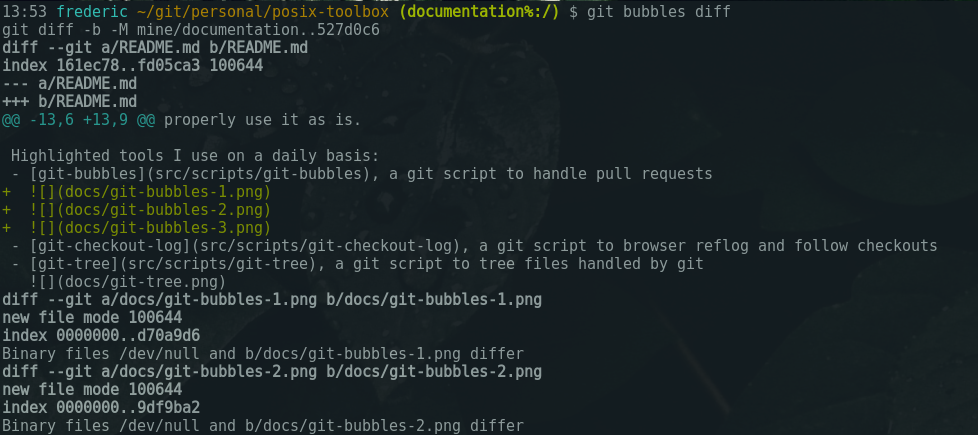 13:53 frederic ~/git/personal/posix-toolbox (documentation%:/) $ git bubbles diff
git diff -b -M mine/documentation..527d0c6
diff --git a/README.md b/README.md
index 161ec78..fd05ca3 100644
--- a/README.md
+++ b/README.md
@@ -13,6 +13,9 @@ properly use it as is.

 Highlighted tools I use on a daily basis:
 - [git-bubbles](src/scripts/git-bubbles), a git script to handle pull requests
+  ![](docs/git-bubbles-1.png)
+  ![](docs/git-bubbles-2.png)
+  ![](docs/git-bubbles-3.png)
 - [git-checkout-log](src/scripts/git-checkout-log), a git script to browser reflog and follow checkouts
 - [git-tree](src/scripts/git-tree), a git script to tree files handled by git
   ![](docs/git-tree.png)
diff --git a/docs/git-bubbles-1.png b/docs/git-bubbles-1.png
new file mode 100644
index 0000000..d70a9d6
Binary files /dev/null and b/docs/git-bubbles-1.png differ
diff --git a/docs/git-bubbles-2.png b/docs/git-bubbles-2.png
new file mode 100644
index 0000000..9df9ba2
Binary files /dev/null and b/docs/git-bubbles-2.png differ